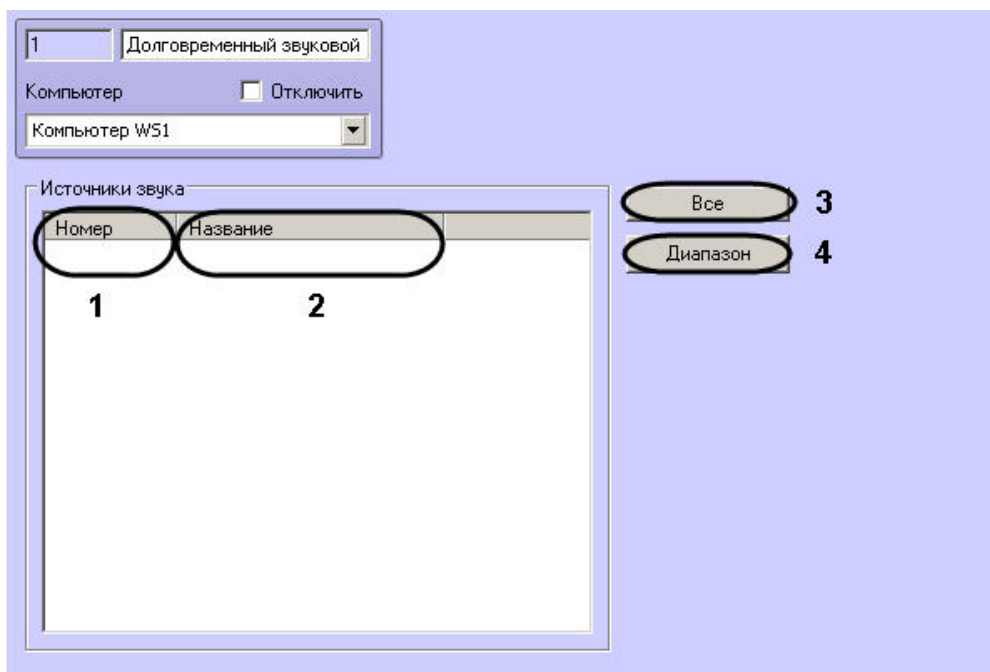 1 Долговременный звуковой
Компьютер Отключить
Компьютер WS1
Источники звука
Номер Название
1 2
Все 3
Диапазон 4